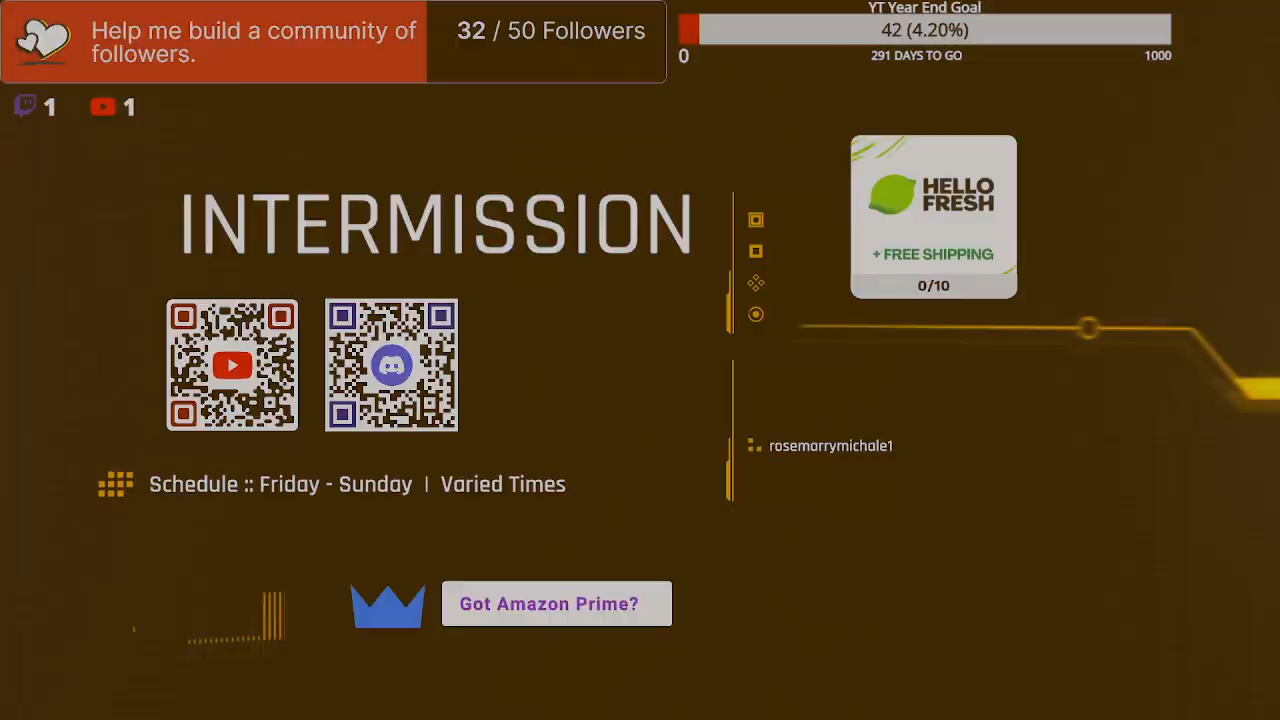 Help me build a community of
followers.
32 / 50 Followers
YT Year End Goal
42 (4.20%)
0
291 DAYS TO GO
1000
1
1
INTERMISSION
HELLO
FRESH
+ FREE SHIPPING
0/10
rosemarrymichale1
Schedule :: Friday - Sunday | Varied Times
Got Amazon Prime?